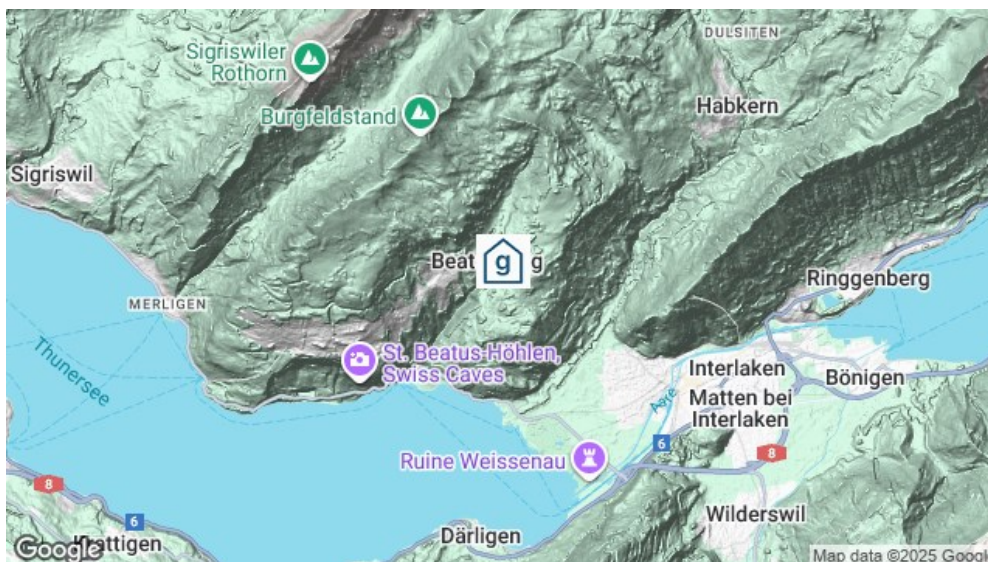 DULSITEN
Sigriswiler
Rothorn
Burgfeldstand
Habkern
Sigriswil
Beat
g
g
Ringgenberg
MERLIGEN
Thunersee
St. Beatus-Höhlen,
Swiss Caves
Interlaken
Bönigen
Aare
Matten bei
Interlaken
6
8
Ruine Weissenau
8
6
Krattigen
Därligen
Wilderswil
Google
Map data ©2025 Google